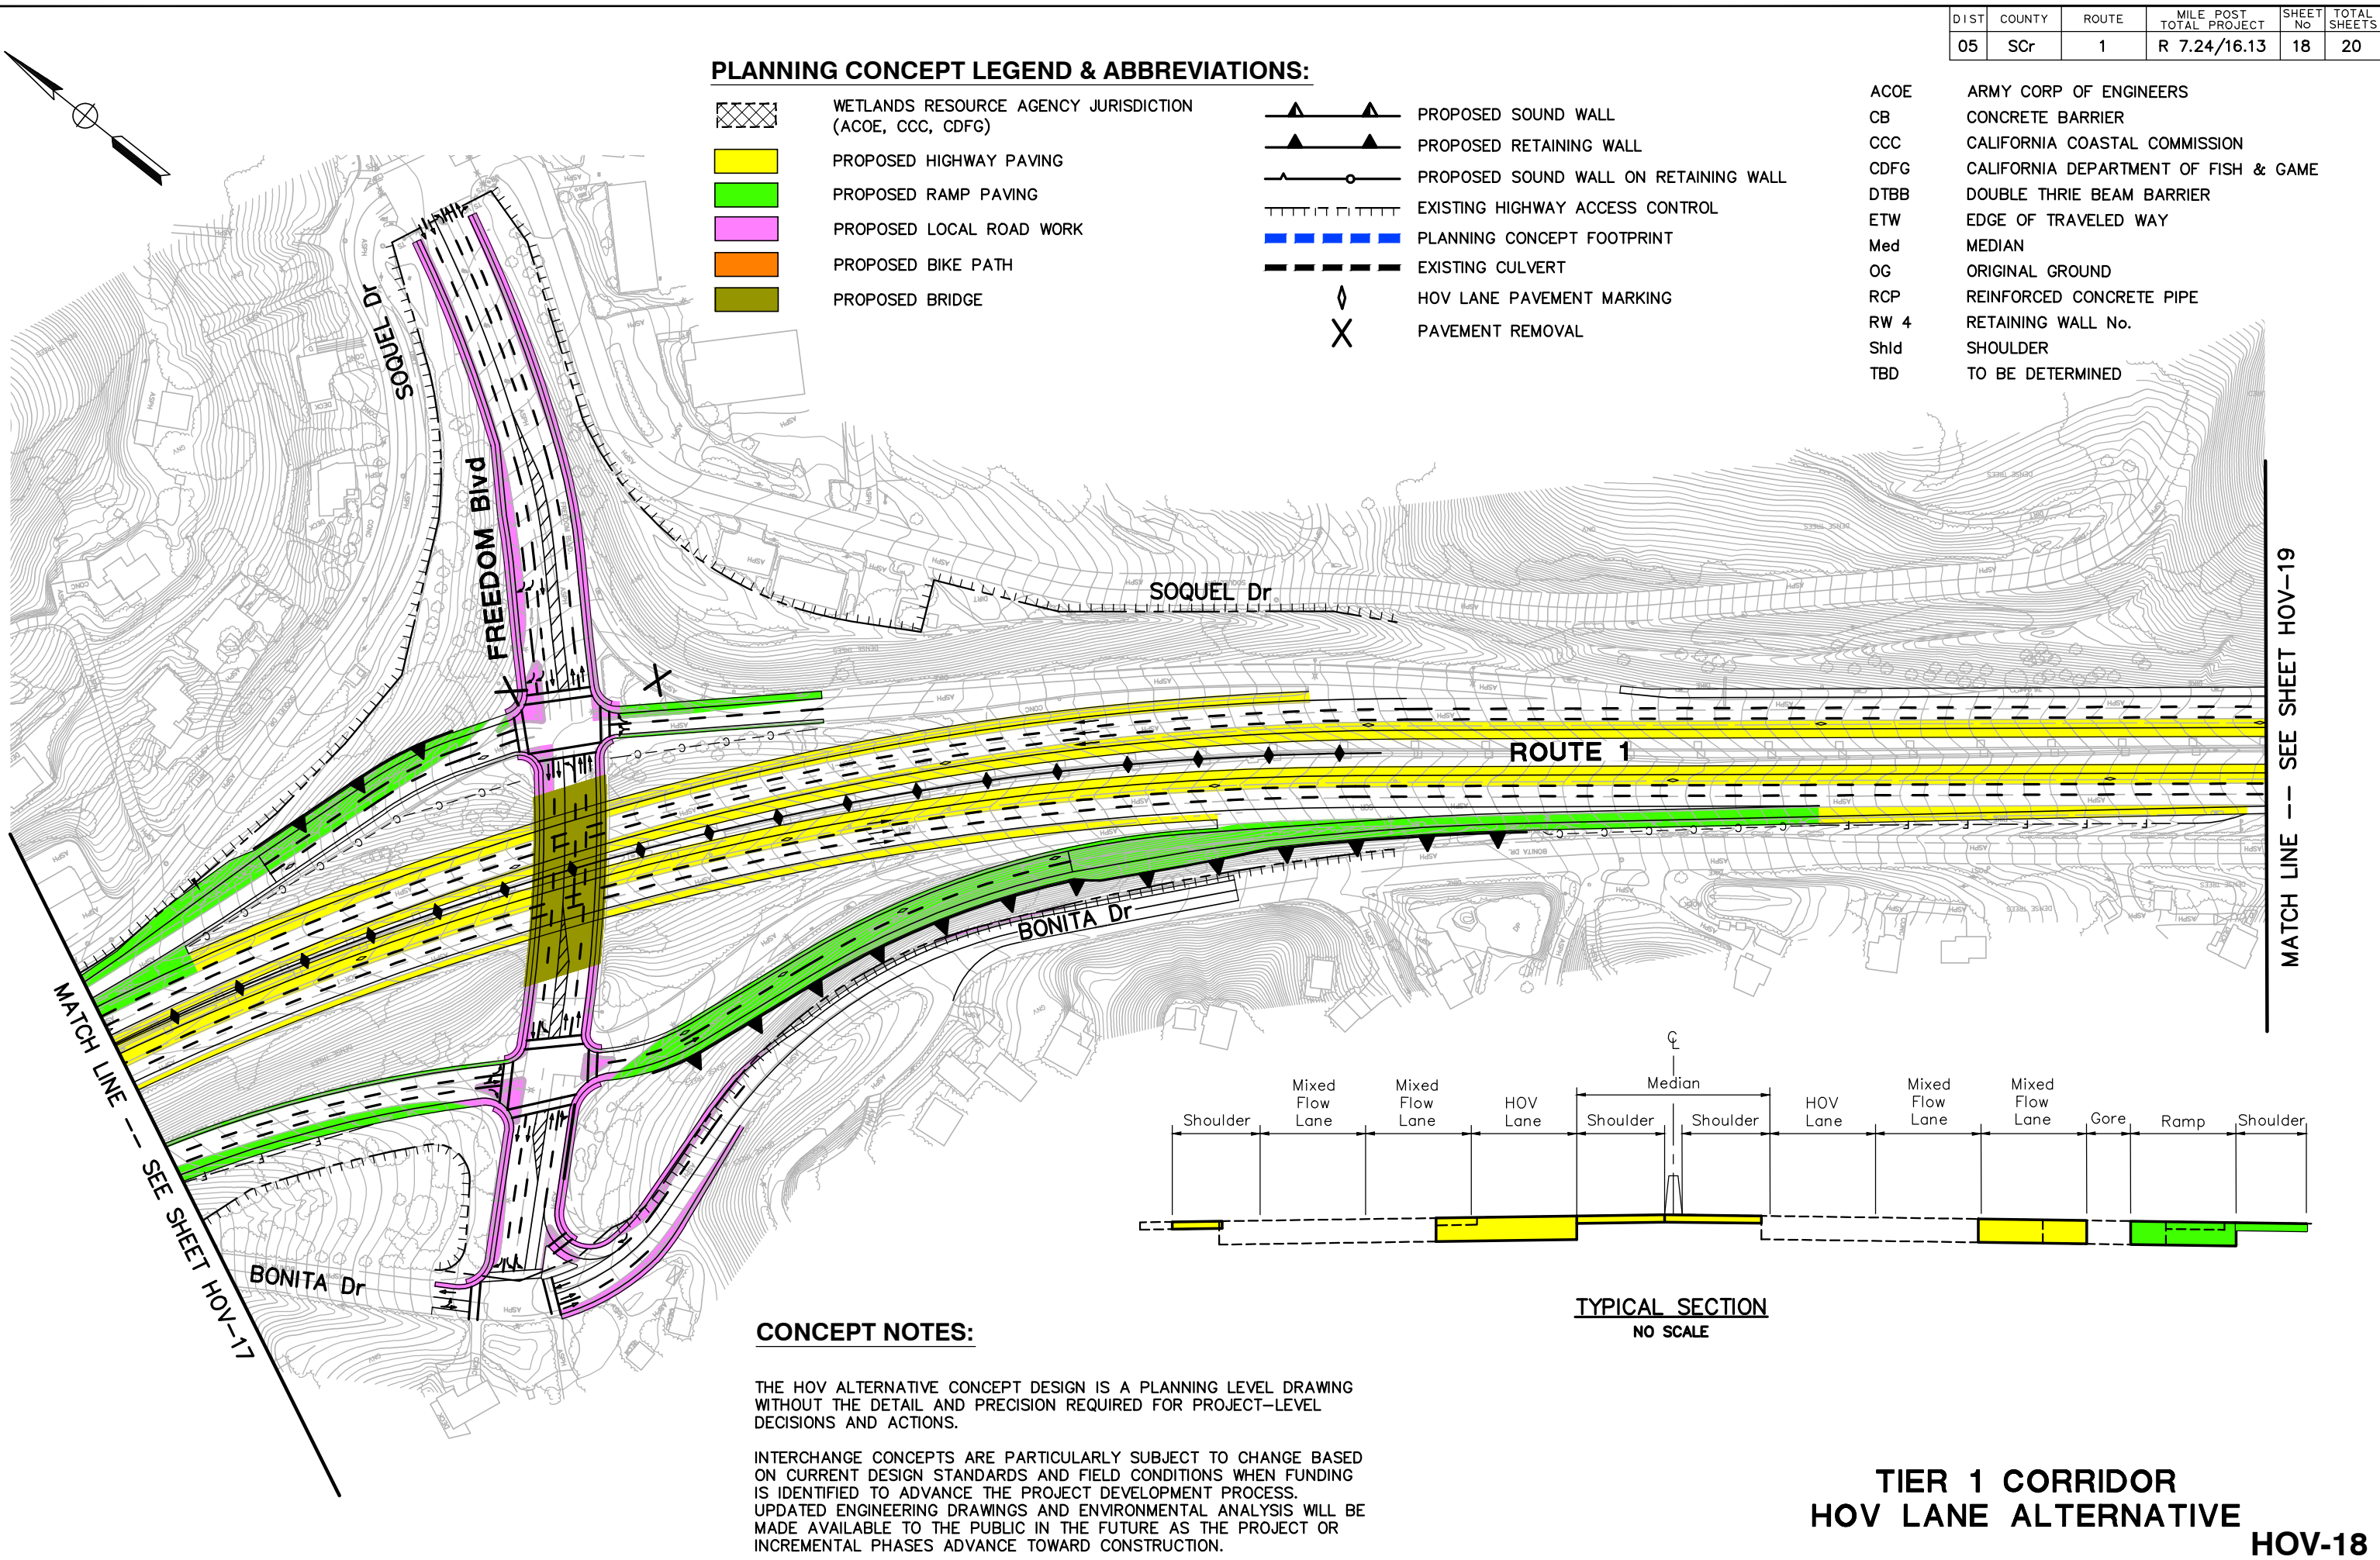 DIST COUNTY ROUTE MILE POST TOTAL PROJECT SHEET No TOTAL SHEETS
05 SCr 1 R 7.24/16.13 18 20
PLANNING CONCEPT LEGEND & ABBREVIATIONS:
WETLANDS RESOURCE AGENCY JURISDICTION
(ACOE, CCC, CDFG)
PROPOSED HIGHWAY PAVING
PROPOSED RAMP PAVING
PROPOSED LOCAL ROAD WORK
PROPOSED BIKE PATH
PROPOSED BRIDGE
PROPOSED SOUND WALL
PROPOSED RETAINING WALL
PROPOSED SOUND WALL ON RETAINING WALL
EXISTING HIGHWAY ACCESS CONTROL
PLANNING CONCEPT FOOTPRINT
EXISTING CULVERT
HOV LANE PAVEMENT MARKING
PAVEMENT REMOVAL
ACOE ARMY CORP OF ENGINEERS
CB CONCRETE BARRIER
CCC CALIFORNIA COASTAL COMMISSION
CDFG CALIFORNIA DEPARTMENT OF FISH & GAME
DTBB DOUBLE THRIE BEAM BARRIER
ETW EDGE OF TRAVELED WAY
Med MEDIAN
OG ORIGINAL GROUND
RCP REINFORCED CONCRETE PIPE
RW 4 RETAINING WALL No.
Shld SHOULDER
TBD TO BE DETERMINED
SOQUEL Dr
FREEDOM Blvd
SOQUEL Dr
ROUTE 1
BONITA Dr
BONITA Dr
MATCH LINE -- SEE SHEET HOV-19
MATCH LINE -- SEE SHEET HOV-17
Shoulder
Mixed Flow Lane
Mixed Flow Lane
HOV Lane
Median
Shoulder
Shoulder
HOV Lane
Mixed Flow Lane
Mixed Flow Lane
Gore
Ramp
Shoulder
TYPICAL SECTION
NO SCALE
CONCEPT NOTES:
THE HOV ALTERNATIVE CONCEPT DESIGN IS A PLANNING LEVEL DRAWING
WITHOUT THE DETAIL AND PRECISION REQUIRED FOR PROJECT-LEVEL
DECISIONS AND ACTIONS.
INTERCHANGE CONCEPTS ARE PARTICULARLY SUBJECT TO CHANGE BASED
ON CURRENT DESIGN STANDARDS AND FIELD CONDITIONS WHEN FUNDING
IS IDENTIFIED TO ADVANCE THE PROJECT DEVELOPMENT PROCESS.
UPDATED ENGINEERING DRAWINGS AND ENVIRONMENTAL ANALYSIS WILL BE
MADE AVAILABLE TO THE PUBLIC IN THE FUTURE AS THE PROJECT OR
INCREMENTAL PHASES ADVANCE TOWARD CONSTRUCTION.
TIER 1 CORRIDOR
HOV LANE ALTERNATIVE
HOV-18